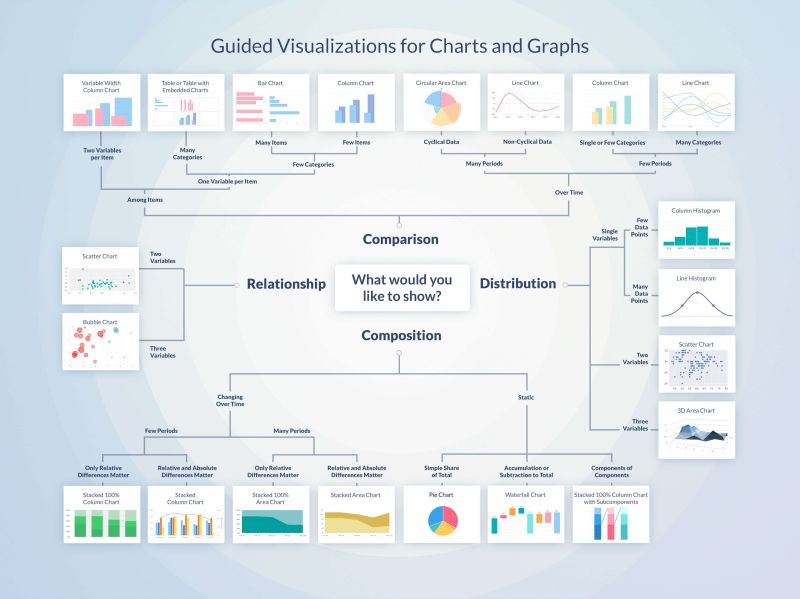 Guided Visualizations for Charts and Graphs
Variable Width
Column Chart
Table or Table with
Embedded Charts
Bar Chart
Column Chart
Circular Area Chart
Line Chart
Column Chart
Line Chart
Two Variables
per Item
Many
Categories
Many Items
Few Items
Cyclical Data
Non-Cyclical Data
Single or Few Categories
Many Categories
Few Categories
Many Periods
Few Periods
One Variable per Item
Among Items
Over Time
Comparison
Relationship
What would you
like to show?
Distribution
Composition
Scatter Chart
Two
Variables
Bubble Chart
Three
Variables
Single
Variables
Few
Data
Points
Column Histogram
Many
Data
Points
Line Histogram
Two
Variables
Scatter Chart
Three
Variables
3D Area Chart
Changing
Over Time
Static
Few Periods
Many Periods
Only Relative
Differences Matter
Relative and Absolute
Differences Matter
Only Relative
Differences Matter
Relative and Absolute
Differences Matter
Simple Share
of Total
Accumulation or
Subtraction to Total
Components of
Components
Stacked 100%
Column Chart
Stacked
Column Chart
Stacked 100%
Area Chart
Stacked Area Chart
Pie Chart
Waterfall Chart
Stacked 100% Column Chart
with Subcomponents